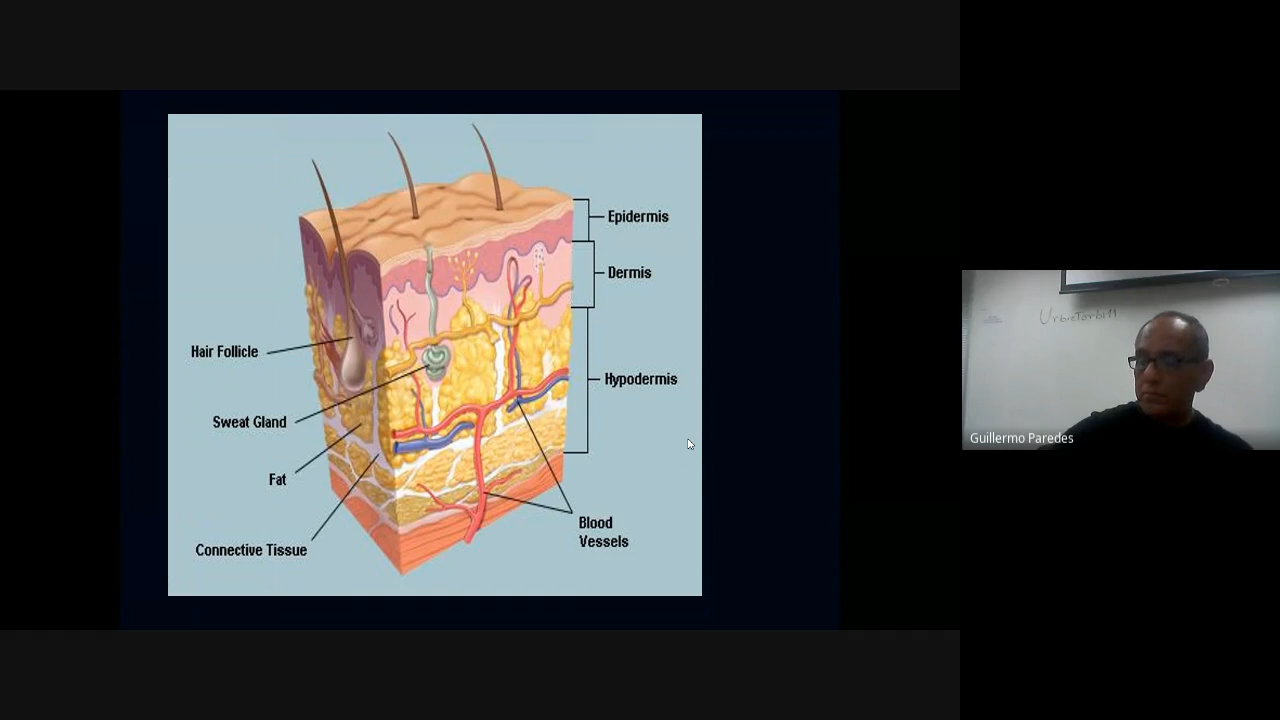 Epidermis
Dermis
Hair Follicle
Hypodermis
Sweat Gland
Fat
Blood
Vessels
Connective Tissue
Guillermo Paredes